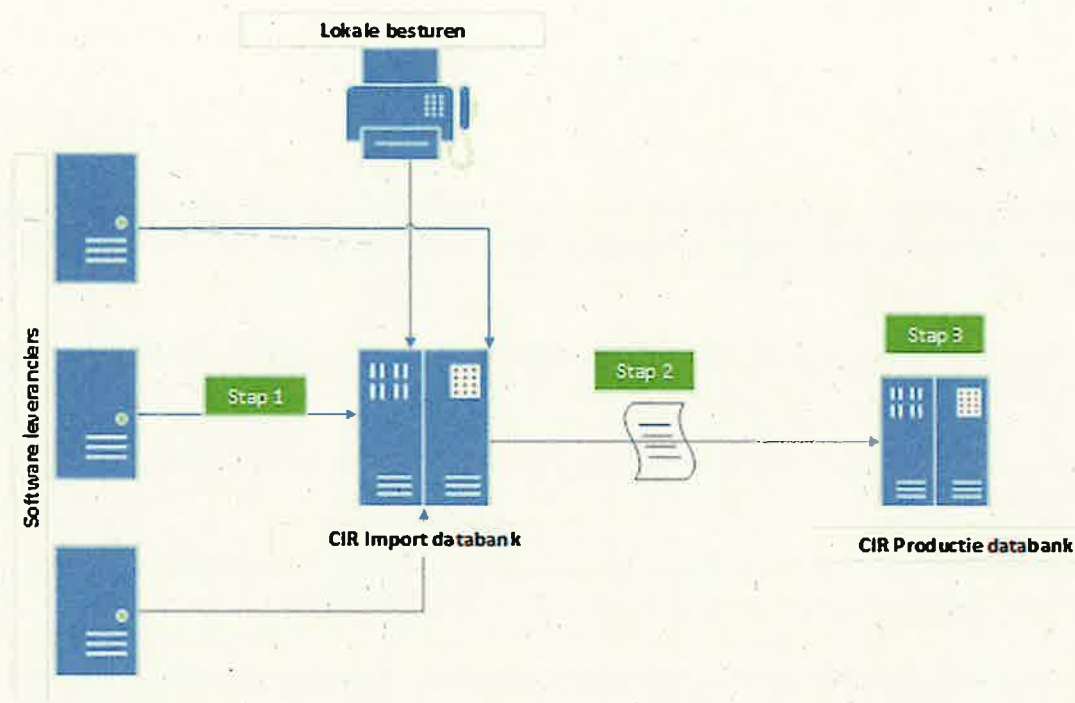 Lokale besturen
Software leveranciers
Stap 1
Stap 2
Stap 3
CIR Import databank
CIR Productie databank